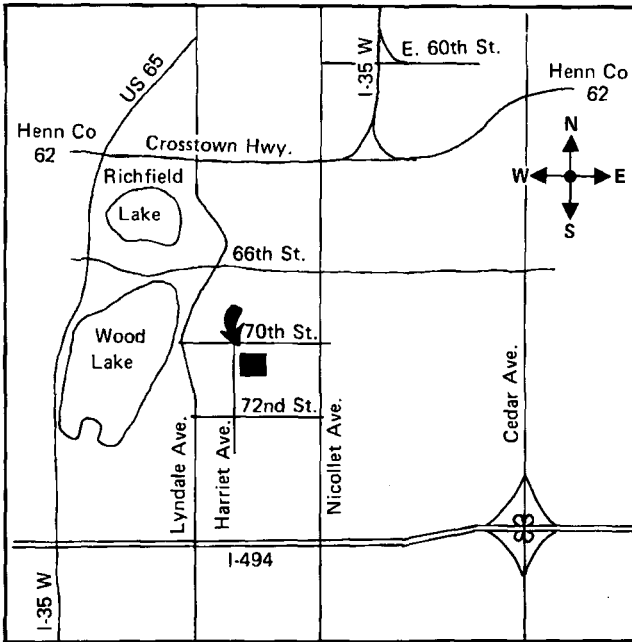 US 65
I-35 W
E. 60th St.
Henn Co
62
Henn Co
62
Crosstown Hwy.
N
W E
S
Richfield
Lake
66th St.
Wood
Lake
70th St.
72nd St.
Lyndale Ave.
Harriet Ave.
Nicollet Ave.
Cedar Ave.
I-494
I-35 W